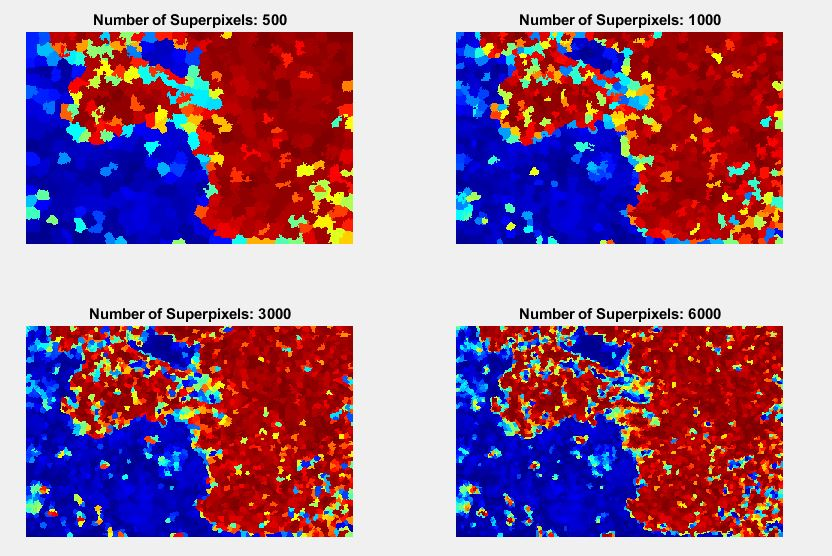 Number of Superpixels: 500
Number of Superpixels: 1000
Number of Superpixels: 3000
Number of Superpixels: 6000